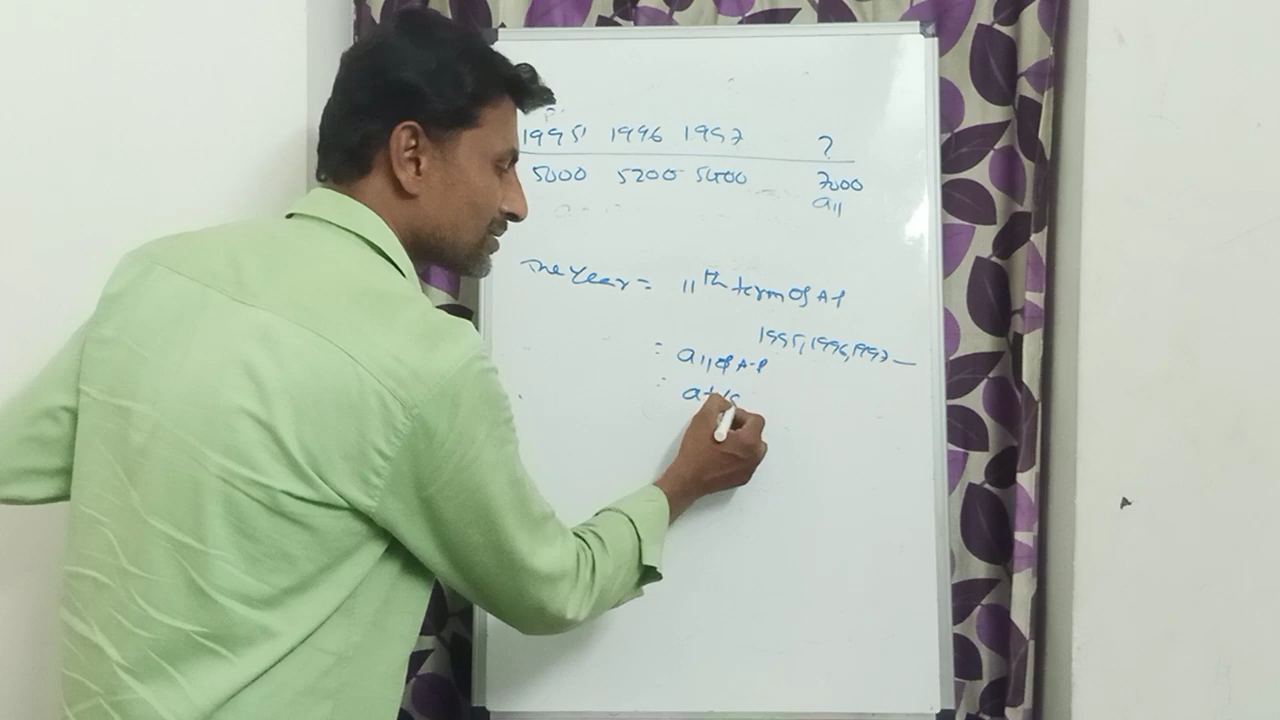 1995 1996 1997 ?
5000 5200 5400 7000
a11
The Year = 11th term of A.P
1995, 1996, 1997 —
= a11 of A.P
= a+10